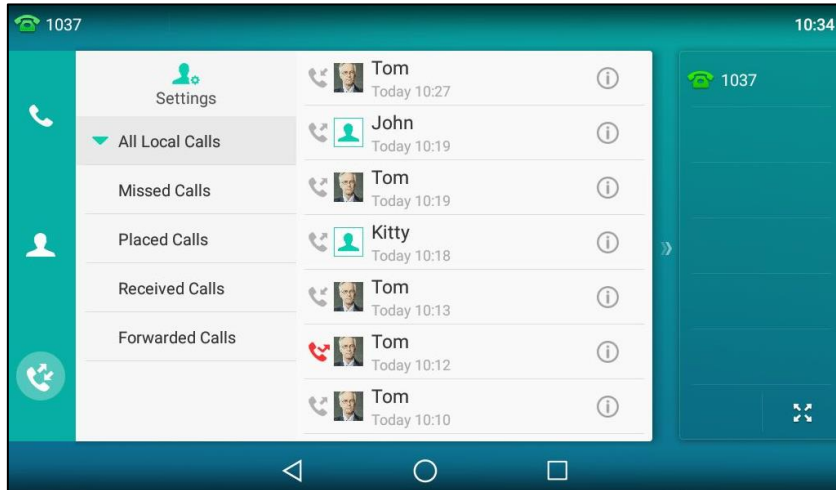 1037
10:34
Settings
All Local Calls
Missed Calls
Placed Calls
Received Calls
Forwarded Calls
Tom
Today 10:27
John
Today 10:19
Tom
Today 10:19
Kitty
Today 10:18
Tom
Today 10:13
Tom
Today 10:12
Tom
Today 10:10
1037